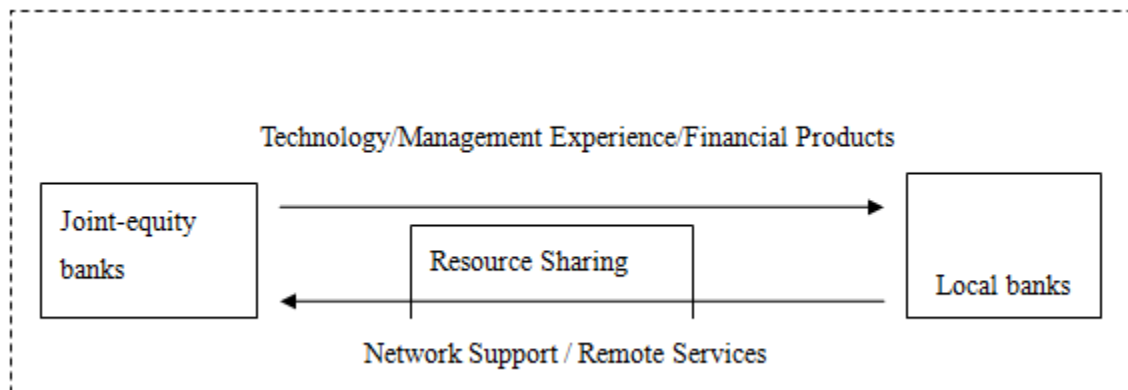 Technology/Management Experience/Financial Products
Joint-equity
banks
Resource Sharing
Local banks
Network Support / Remote Services